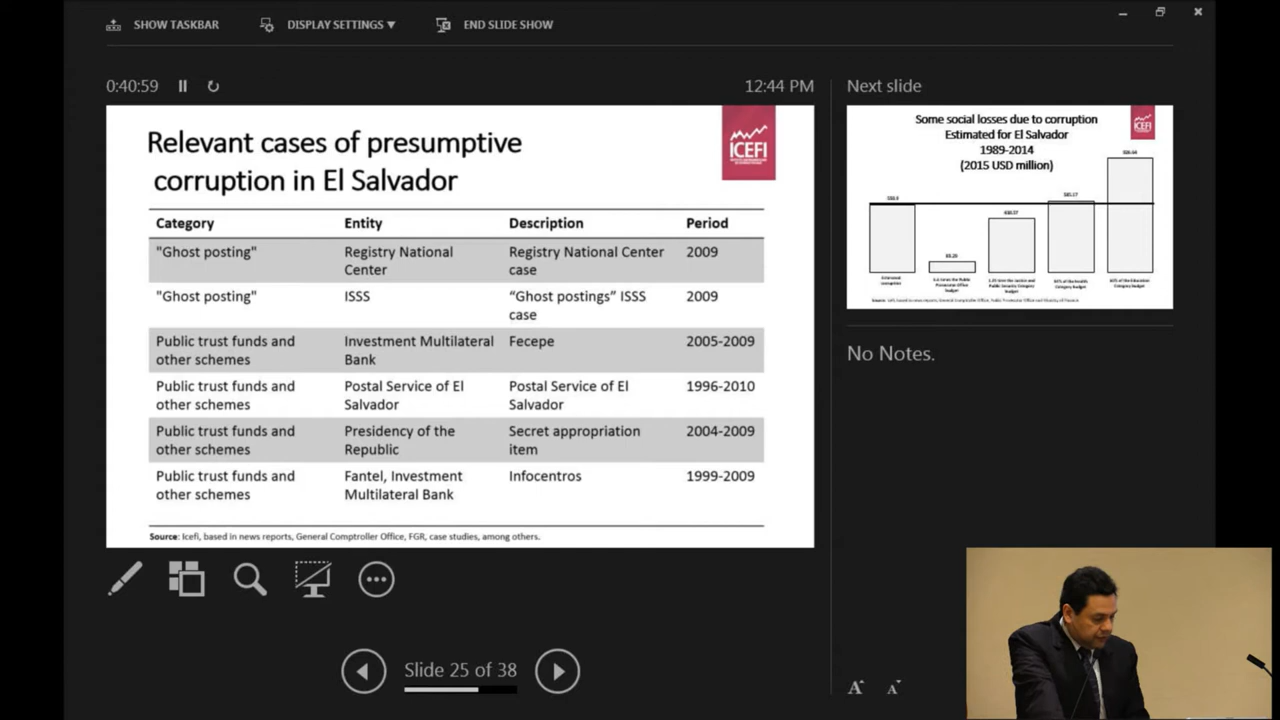 SHOW TASKBAR
DISPLAY SETTINGS ▼
END SLIDE SHOW
0:40:59
12:44 PM
Relevant cases of presumptive
corruption in El Salvador
ICEFI
Category Entity Description Period
"Ghost posting" Registry National Registry National Center 2009
Center case
"Ghost posting" ISSS “Ghost postings” ISSS 2009
case
Public trust funds and Investment Multilateral Fecepe 2005-2009
other schemes Bank
Public trust funds and Postal Service of El Postal Service of El 1996-2010
other schemes Salvador Salvador
Public trust funds and Presidency of the Secret appropriation 2004-2009
other schemes Republic item
Public trust funds and Fantel, Investment Infocentros 1999-2009
other schemes Multilateral Bank
Source: Icefi, based in news reports, General Comptroller Office, FGR, case studies, among others.
Slide 25 of 38
Next slide
Some social losses due to corruption
Estimated for El Salvador
1989-2014
(2015 USD million)
ICEFI
No Notes.
A A